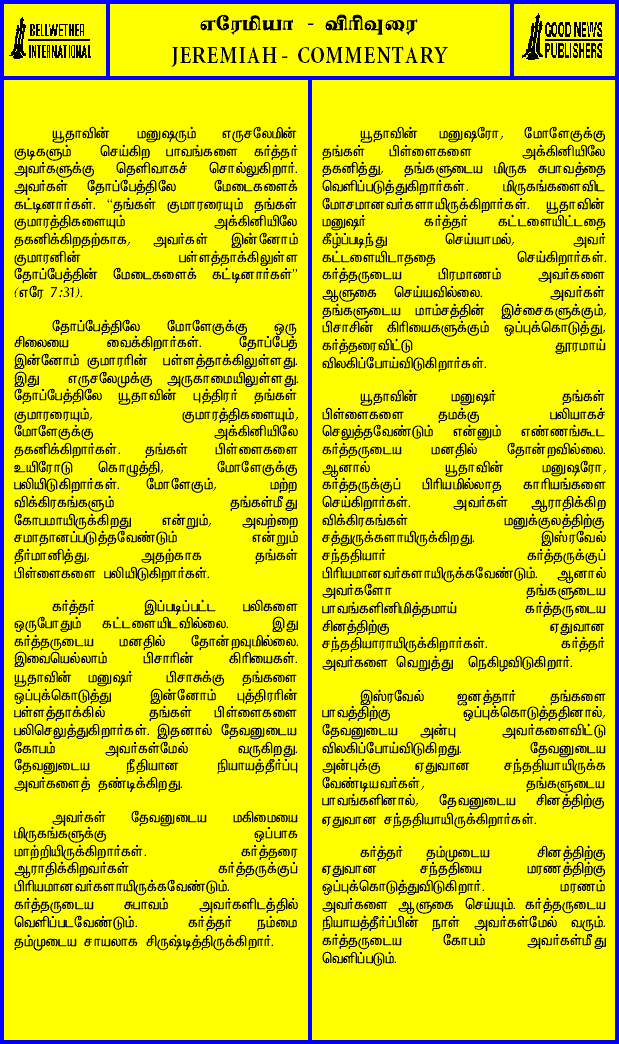 BELLWETHER
INTERNATIONAL
எரேமியா - விரிவுரை
JEREMIAH - COMMENTARY
GOOD NEWS
PUBLISHERS
யூதாவின் மனுஷரும் எருசலேமின்
குடிகளும் செய்கிற பாவங்களை கர்த்தர்
அவர்களுக்கு தெளிவாகச் சொல்லுகிறார்.
அவர்கள் தோப்பேத்திலே மேடைகளைக்
கட்டினார்கள். “தங்கள் குமாரரையும் தங்கள்
குமாரத்திகளையும் அக்கினியிலே
தகனிக்கிறதற்காக, அவர்கள் இன்னோம்
குமாரனின் பள்ளத்தாக்கிலுள்ள
தோப்பேத்தின் மேடைகளைக் கட்டினார்கள்”
(எரே 7:31).
தோப்பேத்திலே மோளேகுக்கு ஒரு
சிலையை வைக்கிறார்கள். தோப்பேத்
இன்னோம் குமாரரின் பள்ளத்தாக்கிலுள்ளது.
இது எருசலேமுக்கு அருகாமையிலுள்ளது.
தோப்பேத்திலே யூதாவின் புத்திரர் தங்கள்
குமாரரையும், குமாரத்திகளையும்,
மோளேகுக்கு அக்கினியிலே
தகனிக்கிறார்கள். தங்கள் பிள்ளைகளை
உயிரோடு கொழுத்தி, மோளேகுக்கு
பலியிடுகிறார்கள். மோளேகும், மற்ற
விக்கிரகங்களும் தங்கள்மீது
கோபமாயிருக்கிறது என்றும், அவற்றை
சமாதானப்படுத்தவேண்டும் என்றும்
தீர்மானித்து, அதற்காக தங்கள்
பிள்ளைகளை பலியிடுகிறார்கள்.
கர்த்தர் இப்படிப்பட்ட பலிகளை
ஒருபோதும் கட்டளையிடவில்லை. இது
கர்த்தருடைய மனதில் தோன்றவுமில்லை.
இவையெல்லாம் பிசாரின் கிரியைகள்.
யூதாவின் மனுஷர் பிசாசுக்கு தங்களை
ஒப்புக்கொடுத்து இன்னோம் புத்திரரின்
பள்ளத்தாக்கில் தங்கள் பிள்ளைகளை
பலிசெலுத்துகிறார்கள். இதனால் தேவனுடைய
கோபம் அவர்கள்மேல் வருகிறது.
தேவனுடைய நீதியான நியாயத்தீர்ப்பு
அவர்களைத் தண்டிக்கிறது.
அவர்கள் தேவனுடைய மகிமையை
மிருகங்களுக்கு ஒப்பாக
மாற்றியிருக்கிறார்கள். கர்த்தரை
ஆராதிக்கிறவர்கள் கர்த்தருக்குப்
பிரியமானவர்களாயிருக்கவேண்டும்.
கர்த்தருடைய சுபாவம் அவர்களிடத்தில்
வெளிப்படவேண்டும். கர்த்தர் நம்மை
தம்முடைய சாயலாக சிருஷ்டித்திருக்கிறார்.
யூதாவின் மனுஷரோ, மோளேகுக்கு
தங்கள் பிள்ளைகளை அக்கினியிலே
தகனித்து, தங்களுடைய மிருக சுபாவத்தை
வெளிப்படுத்துகிறார்கள். மிருகங்களைவிட
மோசமானவர்களாயிருக்கிறார்கள். யூதாவின்
மனுஷர் கர்த்தர் கட்டளையிட்டதை
கீழ்ப்படிந்து செய்யாமல், அவர்
கட்டளையிடாததை செய்கிறார்கள்.
கர்த்தருடைய பிரமாணம் அவர்களை
ஆளுகை செய்யவில்லை. அவர்கள்
தங்களுடைய மாம்சத்தின் இச்சைகளுக்கும்,
பிசாசின் கிரியைகளுக்கும் ஒப்புக்கொடுத்து,
கர்த்தரைவிட்டு தூரமாய்
விலகிப்போய்விடுகிறார்கள்.
யூதாவின் மனுஷர் தங்கள்
பிள்ளைகளை தமக்கு பலியாகச்
செலுத்தவேண்டும் என்னும் எண்ணங்கூட
கர்த்தருடைய மனதில் தோன்றவில்லை.
ஆனால் யூதாவின் மனுஷரோ,
கர்த்தருக்குப் பிரியமில்லாத காரியங்களை
செய்கிறார்கள். அவர்கள் ஆராதிக்கிற
விக்கிரகங்கள் மனுக்குலத்திற்கு
சத்துருக்களாயிருக்கிறது. இஸ்ரவேல்
சந்ததியார் கர்த்தருக்குப்
பிரியமானவர்களாயிருக்கவேண்டும். ஆனால்
அவர்களோ தங்களுடைய
பாவங்களினிமித்தமாய் கர்த்தருடைய
சினத்திற்கு ஏதுவான
சந்ததியாராயிருக்கிறார்கள். கர்த்தர்
அவர்களை வெறுத்து நெகிழவிடுகிறார்.
இஸ்ரவேல் ஜனத்தார் தங்களை
பாவத்திற்கு ஒப்புக்கொடுத்ததினால்,
தேவனுடைய அன்பு அவர்களைவிட்டு
விலகிப்போய்விடுகிறது. தேவனுடைய
அன்புக்கு ஏதுவான சந்ததியாயிருக்க
வேண்டியவர்கள், தங்களுடைய
பாவங்களினால், தேவனுடைய சினத்திற்கு
ஏதுவான சந்ததியாயிருக்கிறார்கள்.
கர்த்தர் தம்முடைய சினத்திற்கு
ஏதுவான சந்ததியை மரணத்திற்கு
ஒப்புக்கொடுத்துவிடுகிறார். மரணம்
அவர்களை ஆளுகை செய்யும். கர்த்தருடைய
நியாயத்தீர்ப்பின் நாள் அவர்கள்மேல் வரும்.
கர்த்தருடைய கோபம் அவர்கள்மீது
வெளிப்படும்.